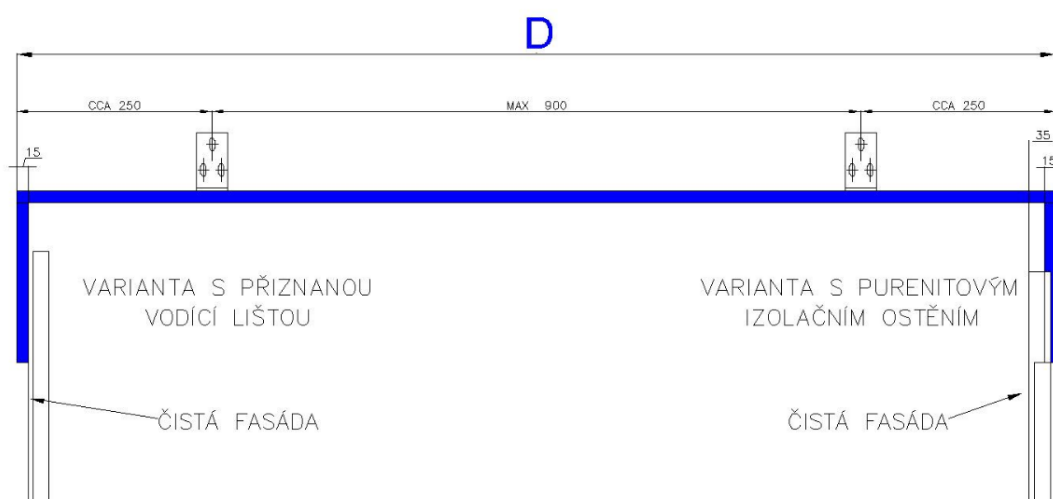 D
CCA 250
MAX 900
CCA 250
15
35
15
VARIANTA S PŘIZNANOU
VODÍCÍ LIŠTOU
VARIANTA S PURENITOVÝM
IZOLAČNÍM OSTĚNÍM
ČISTÁ FASÁDA
ČISTÁ FASÁDA